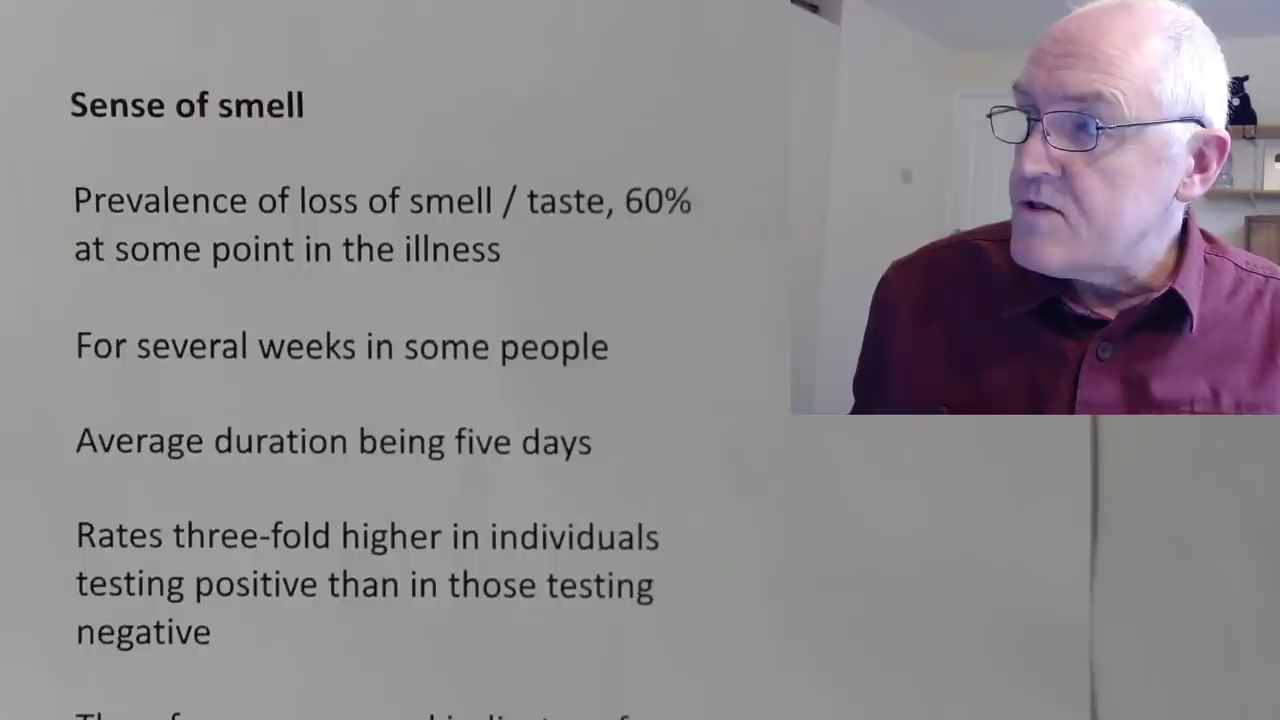 Sense of smell
Prevalence of loss of smell / taste, 60%
at some point in the illness
For several weeks in some people
Average duration being five days
Rates three-fold higher in individuals
testing positive than in those testing
negative